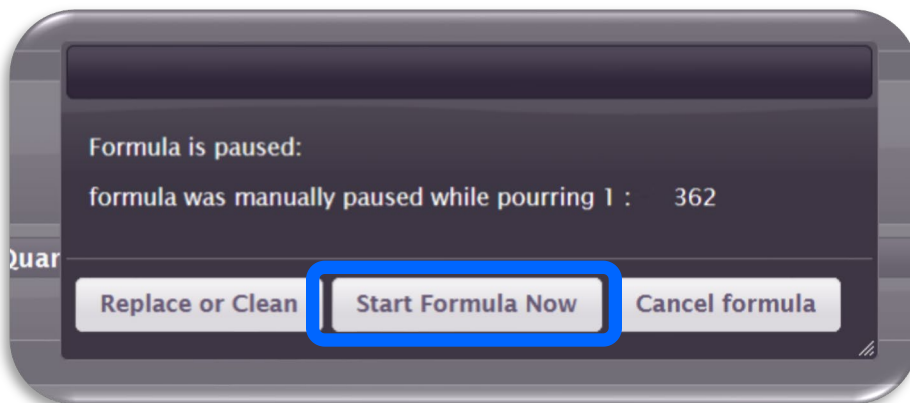 Formula is paused:
formula was manually paused while pourring 1 : 362
Quar
Replace or Clean Start Formula Now Cancel formula